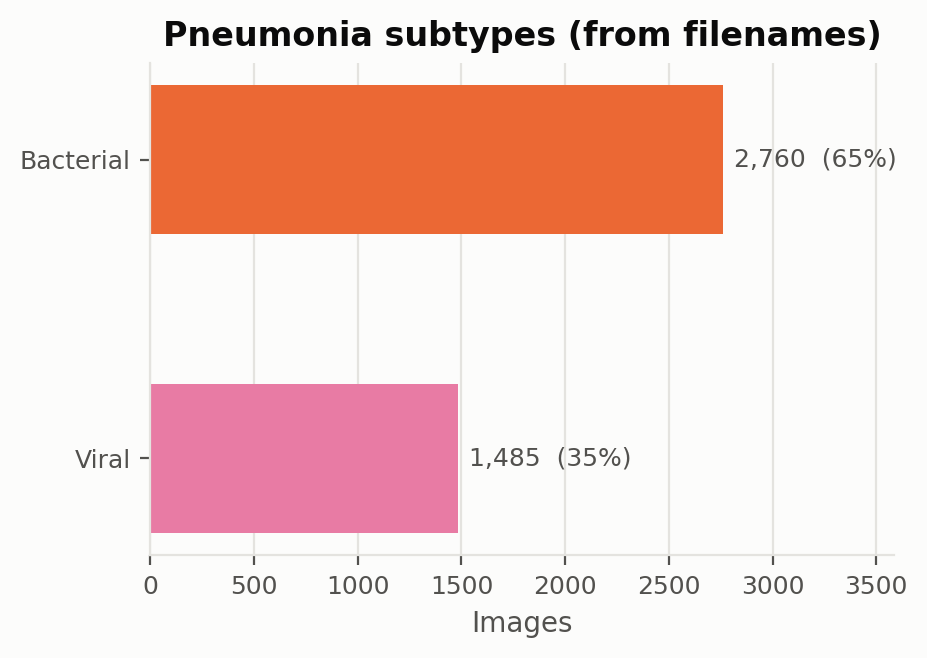 Pneumonia subtypes (from filenames)
Bacterial
2,760 (65%)
Viral
1,485 (35%)
0 500 1000 1500 2000 2500 3000 3500
Images